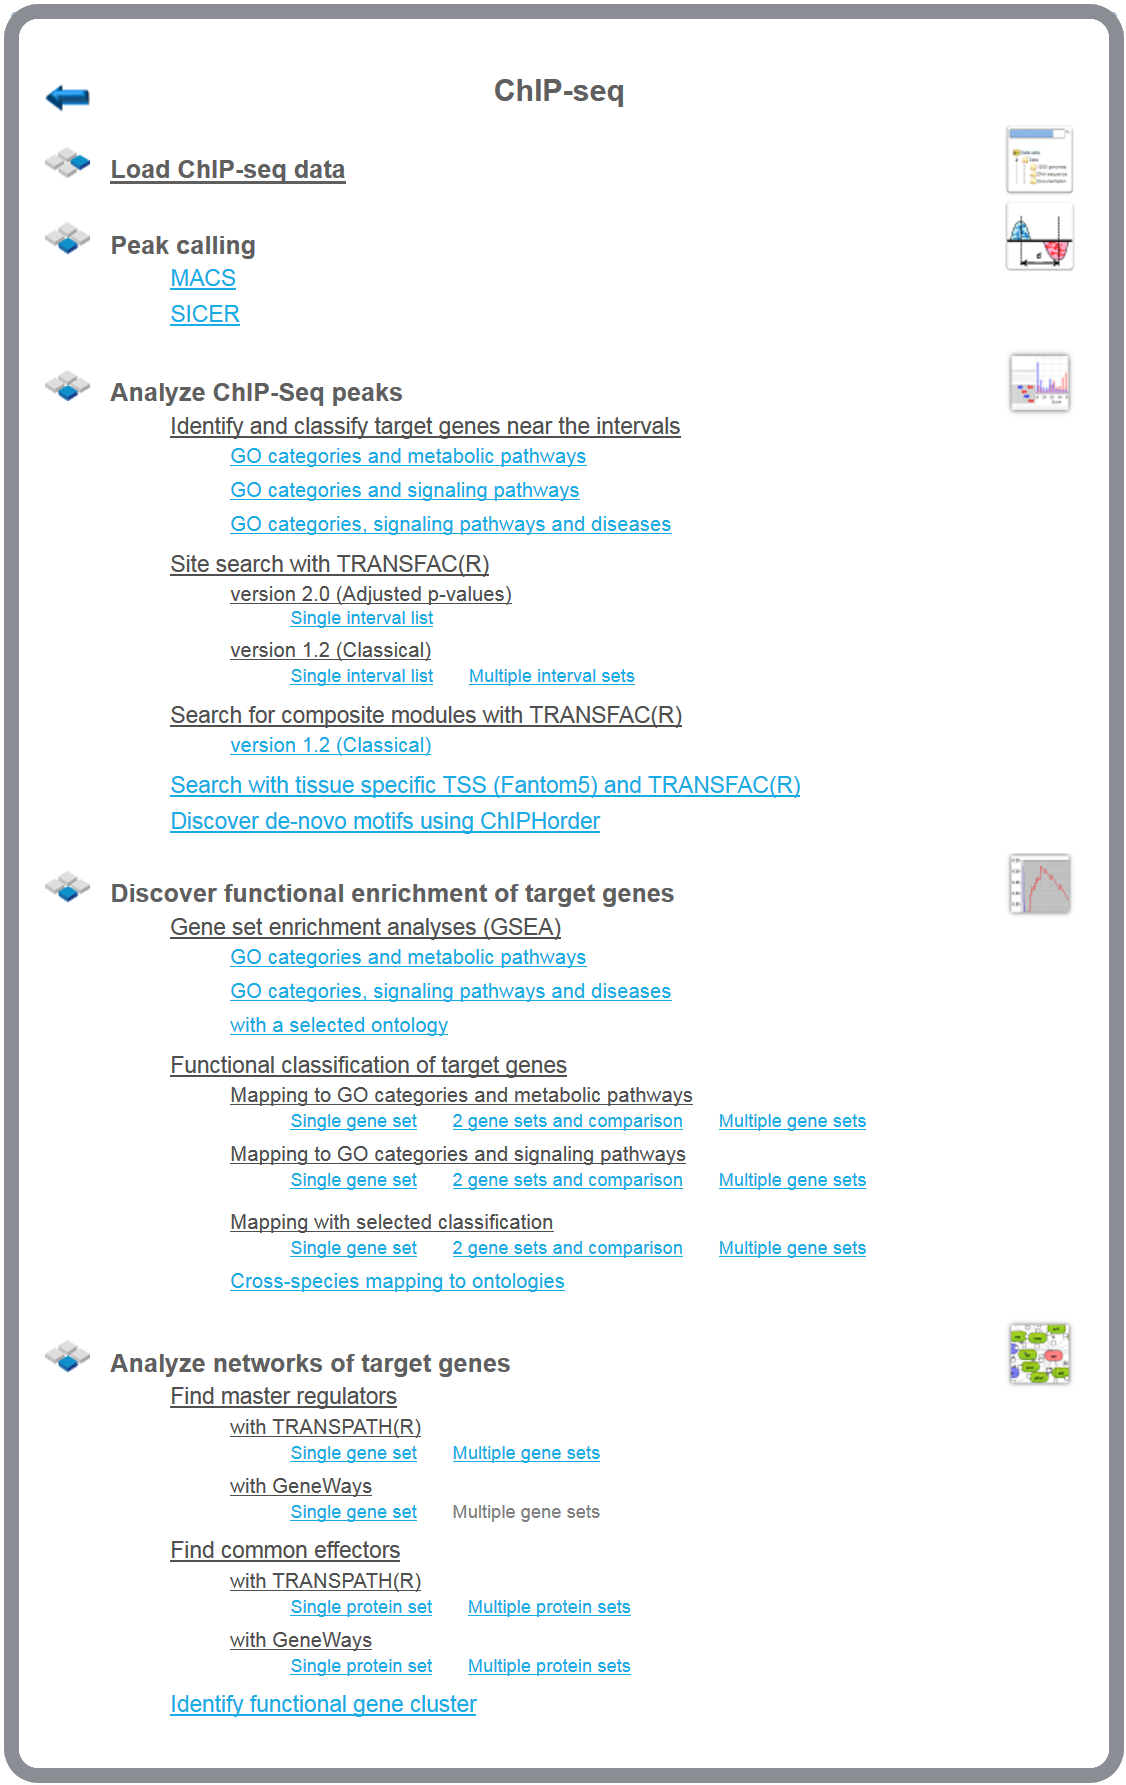 ChIP-seq
Load ChIP-seq data
Peak calling
MACS
SICER
Analyze ChIP-Seq peaks
Identify and classify target genes near the intervals
GO categories and metabolic pathways
GO categories and signaling pathways
GO categories, signaling pathways and diseases
Site search with TRANSFAC(R)
version 2.0 (Adjusted p-values)
Single interval list
version 1.2 (Classical)
Single interval list Multiple interval sets
Search for composite modules with TRANSFAC(R)
version 1.2 (Classical)
Search with tissue specific TSS (Fantom5) and TRANSFAC(R)
Discover de-novo motifs using ChIPHorder
Discover functional enrichment of target genes
Gene set enrichment analyses (GSEA)
GO categories and metabolic pathways
GO categories, signaling pathways and diseases
with a selected ontology
Functional classification of target genes
Mapping to GO categories and metabolic pathways
Single gene set 2 gene sets and comparison Multiple gene sets
Mapping to GO categories and signaling pathways
Single gene set 2 gene sets and comparison Multiple gene sets
Mapping with selected classification
Single gene set 2 gene sets and comparison Multiple gene sets
Cross-species mapping to ontologies
Analyze networks of target genes
Find master regulators
with TRANSPATH(R)
Single gene set Multiple gene sets
with GeneWays
Single gene set Multiple gene sets
Find common effectors
with TRANSPATH(R)
Single protein set Multiple protein sets
with GeneWays
Single protein set Multiple protein sets
Identify functional gene cluster